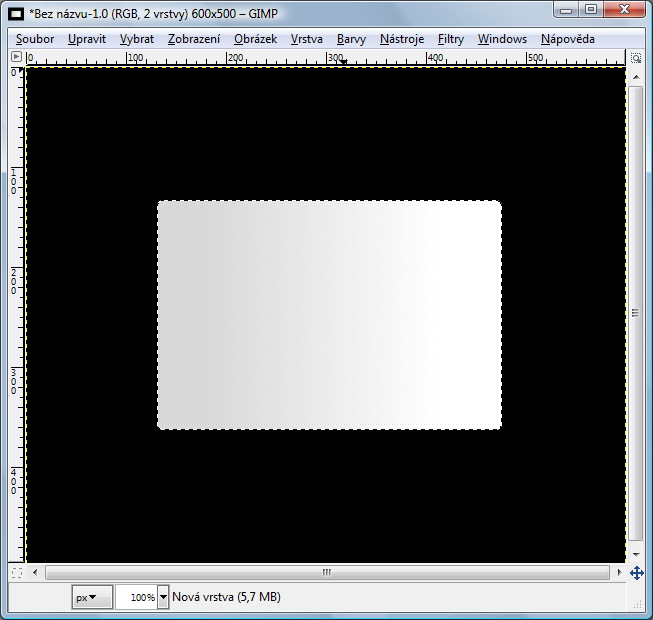 *Bez názvu-1.0 (RGB, 2 vrstvy) 600x500 – GIMP
Soubor Upravit Vybrat Zobrazení Obrázek Vrstva Barvy Nástroje Filtry Windows Nápověda
0 100 200 300 400 500
0
100
200
300
400
px 100% Nová vrstva (5,7 MB)